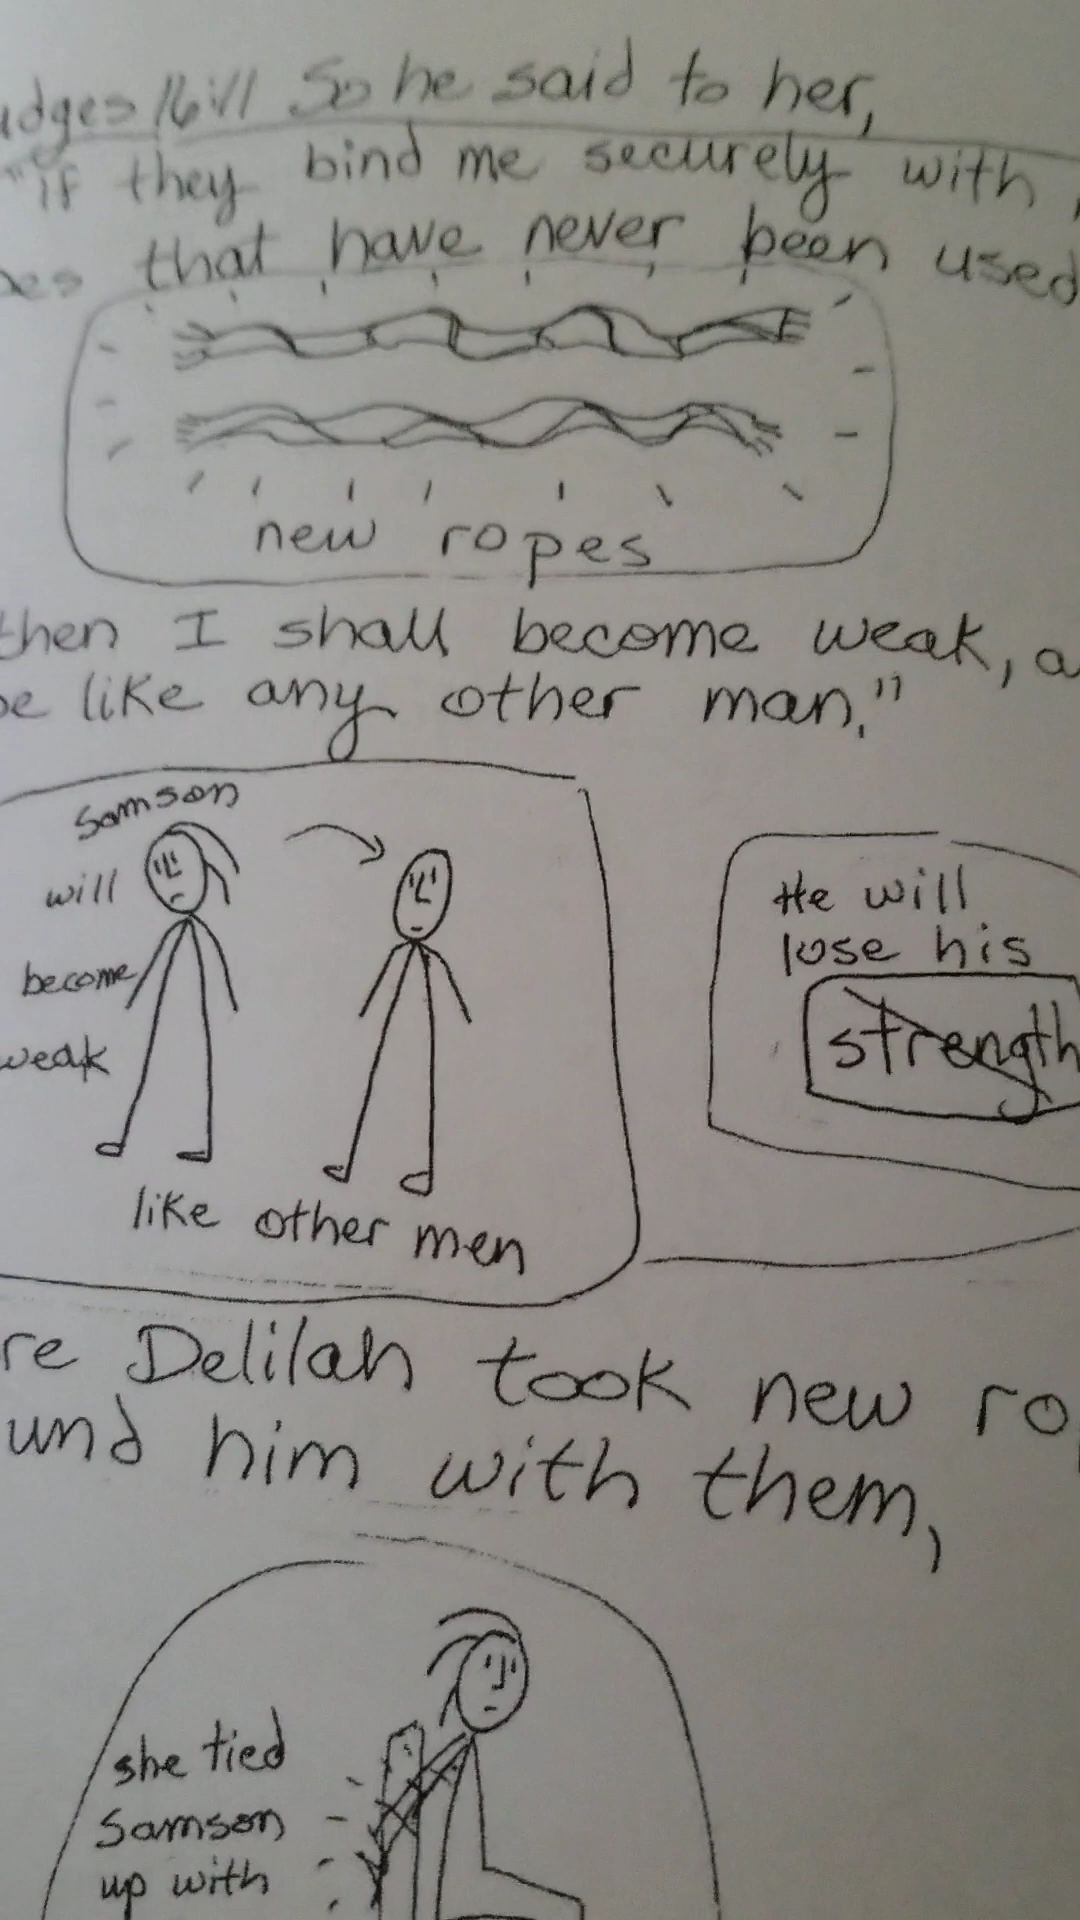 udges 16:11 So he said to her,
"if they bind me securely with
es that have never been used
new ropes
then I shall become weak, a
be like any other man."
Samson
will
become
weak
like other men
He will
lose his
strength
re Delilah took new ro
und him with them,
she tied
Samson
up with